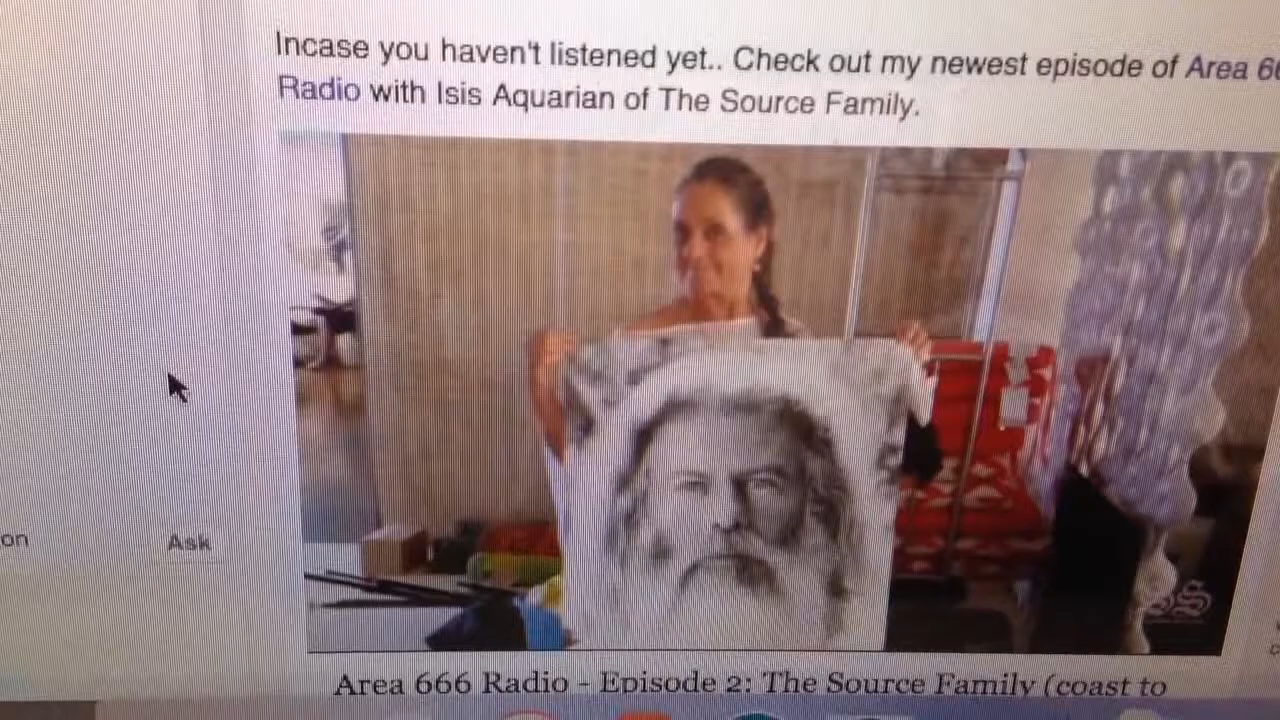 Incase you haven't listened yet.. Check out my newest episode of Area 66
Radio with Isis Aquarian of The Source Family.
on
Ask
Area 666 Radio - Episode 2: The Source Family (coast to